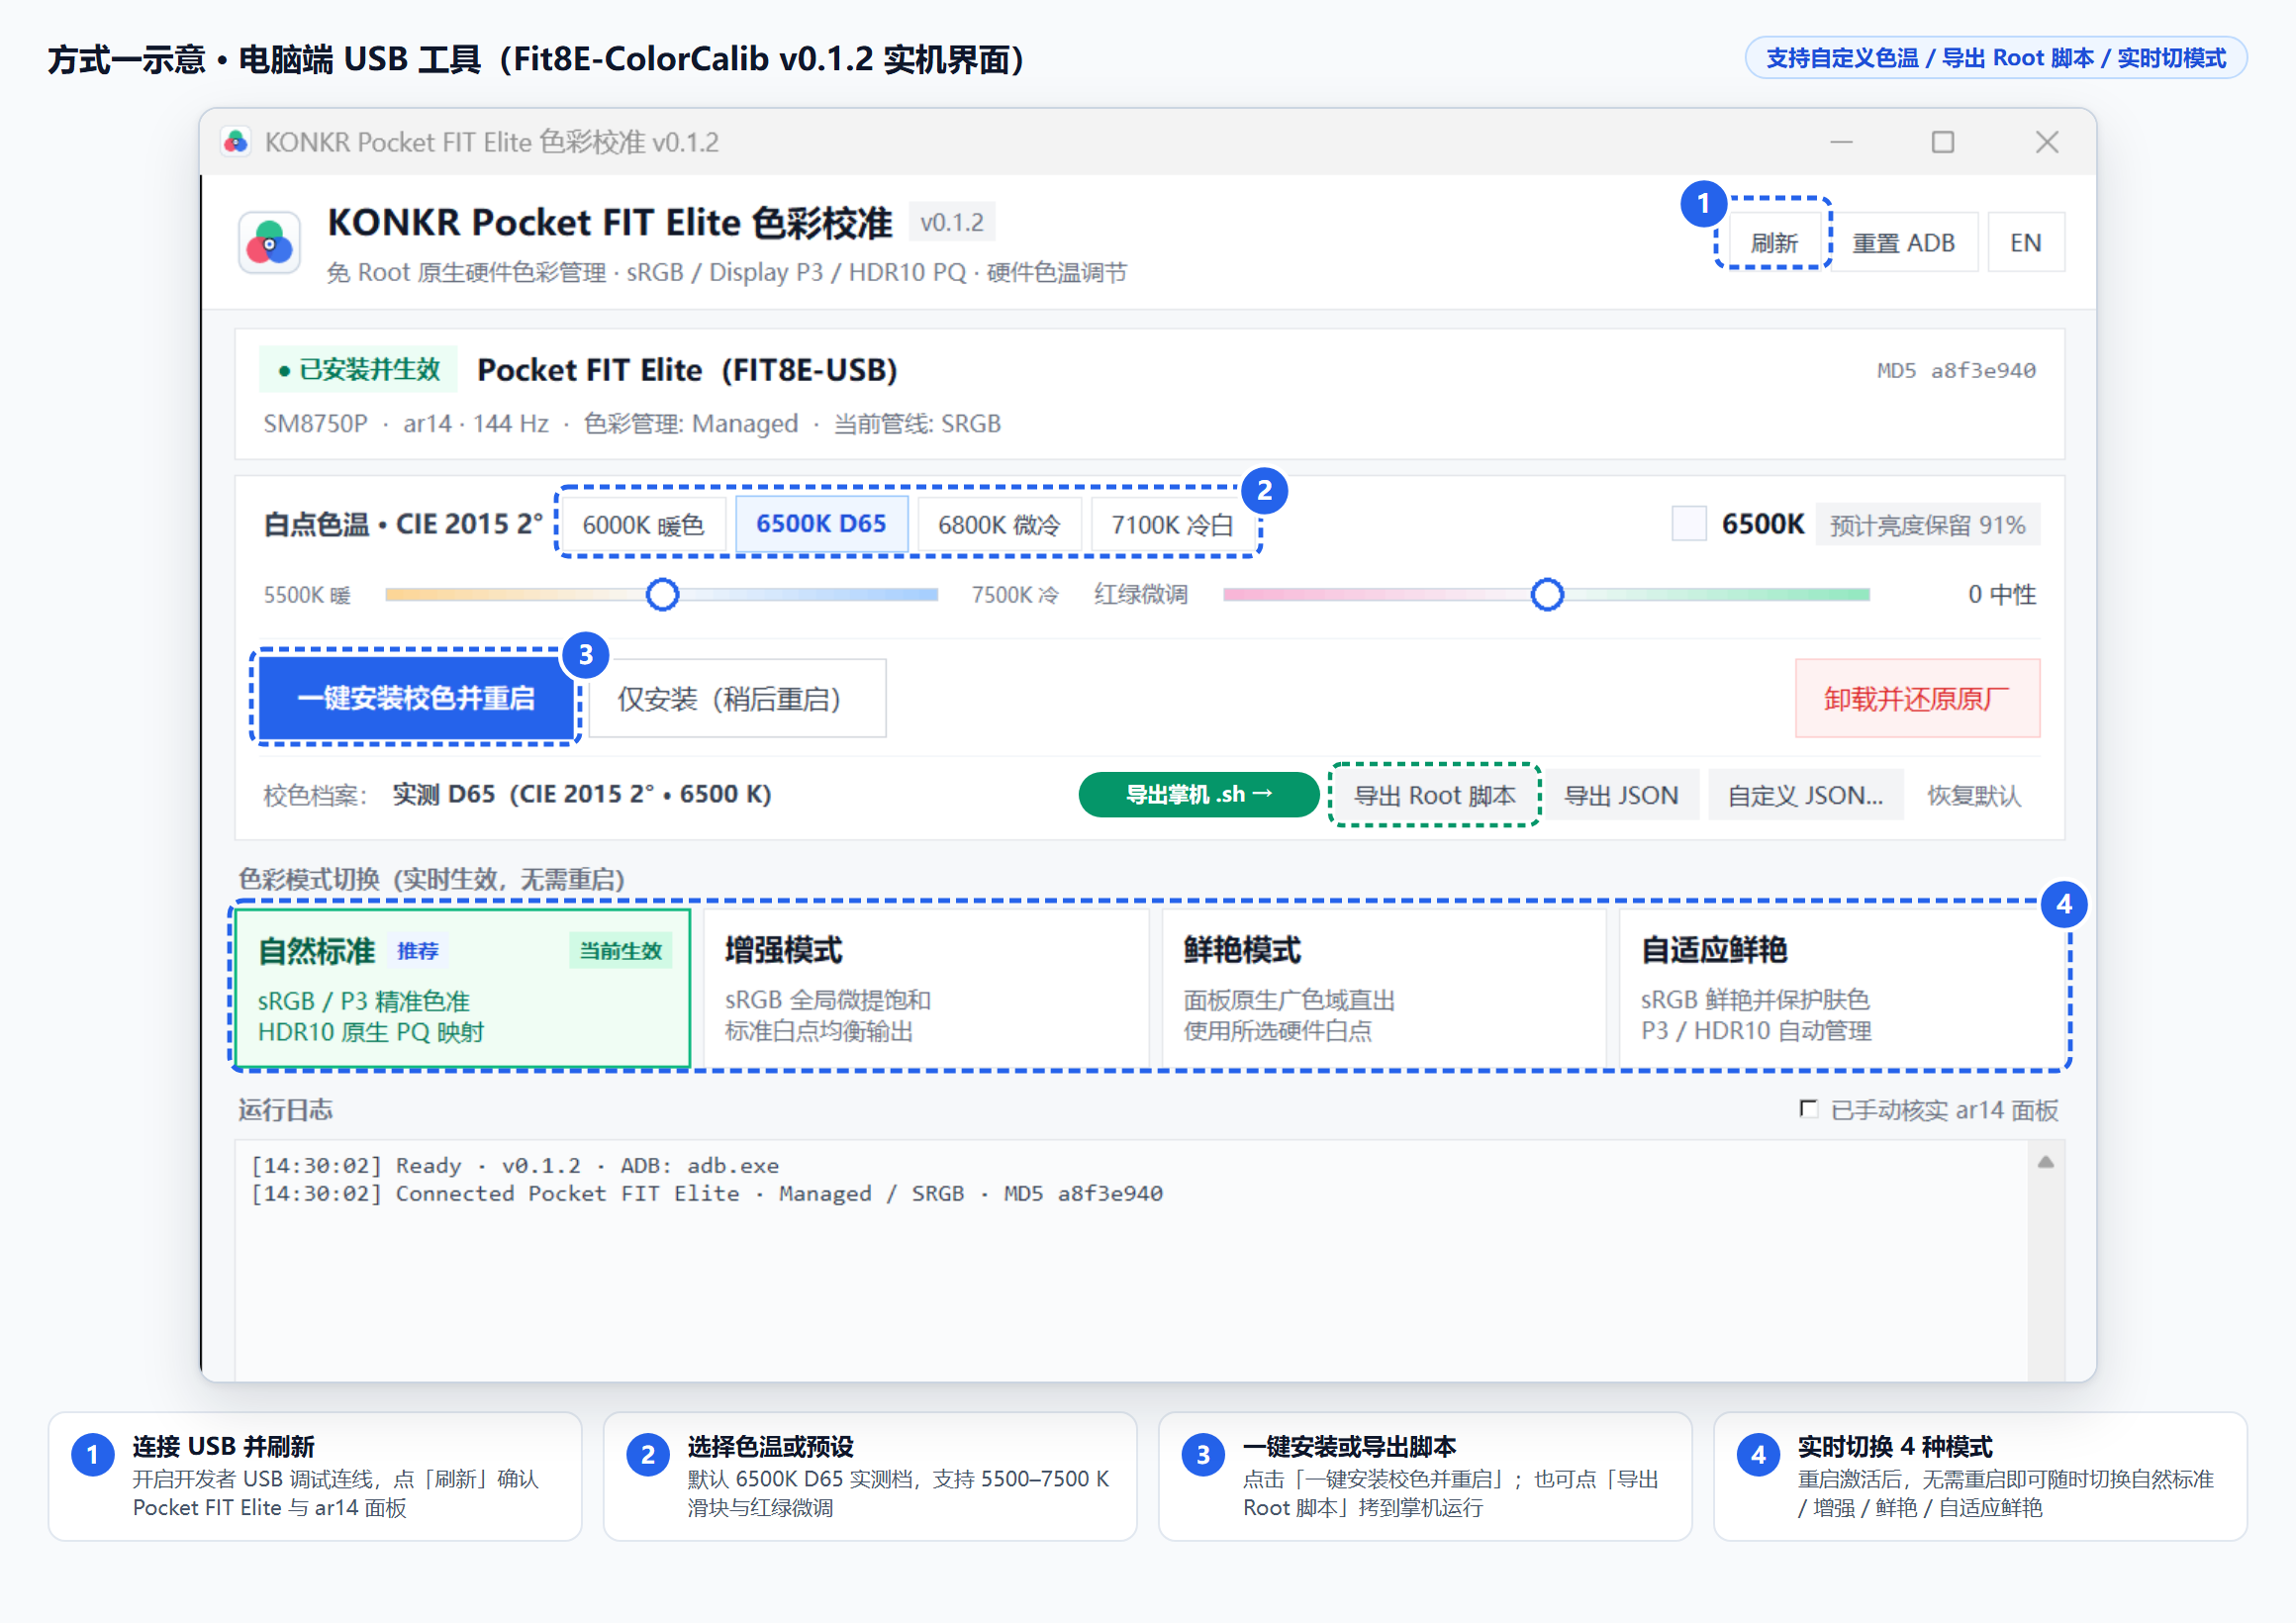 方式一示意 • 电脑端 USB 工具（Fit8E-ColorCalib v0.1.2 实机界面）
支持自定义色温 / 导出 Root 脚本 / 实时切模式
KONKR Pocket FIT Elite 色彩校准 v0.1.2
KONKR Pocket FIT Elite 色彩校准 v0.1.2
免 Root 原生硬件色彩管理 · sRGB / Display P3 / HDR10 PQ · 硬件色温调节
1
刷新
重置 ADB
EN
• 已安装并生效
Pocket FIT Elite（FIT8E-USB）
MD5 a8f3e940
SM8750P · ar14 · 144 Hz · 色彩管理: Managed · 当前管线: SRGB
白点色温 • CIE 2015 2°
6000K 暖色
6500K D65
6800K 微冷
7100K 冷白
2
6500K
预计亮度保留 91%
5500K 暖
7500K 冷
红绿微调
0 中性
一键安装校色并重启
3
仅安装（稍后重启）
卸载并还原原厂
校色档案:
实测 D65（CIE 2015 2° • 6500 K）
导出掌机 .sh →
导出 Root 脚本
导出 JSON
自定义 JSON...
恢复默认
色彩模式切换（实时生效，无需重启）
4
自然标准
推荐
当前生效
sRGB / P3 精准色准
HDR10 原生 PQ 映射
增强模式
sRGB 全局微提饱和
标准白点均衡输出
鲜艳模式
面板原生广色域直出
使用所选硬件白点
自适应鲜艳
sRGB 鲜艳并保护肤色
P3 / HDR10 自动管理
运行日志
已手动核实 ar14 面板
[14:30:02] Ready · v0.1.2 · ADB: adb.exe
[14:30:02] Connected Pocket FIT Elite · Managed / SRGB · MD5 a8f3e940
1
连接 USB 并刷新
开启开发者 USB 调试连线，点「刷新」确认
Pocket FIT Elite 与 ar14 面板
2
选择色温或预设
默认 6500K D65 实测档，支持 5500–7500 K
滑块与红绿微调
3
一键安装或导出脚本
点击「一键安装校色并重启」；也可点「导出
Root 脚本」拷到掌机运行
4
实时切换 4 种模式
重启激活后，无需重启即可随时切换自然标准
/ 增强 / 鲜艳 / 自适应鲜艳